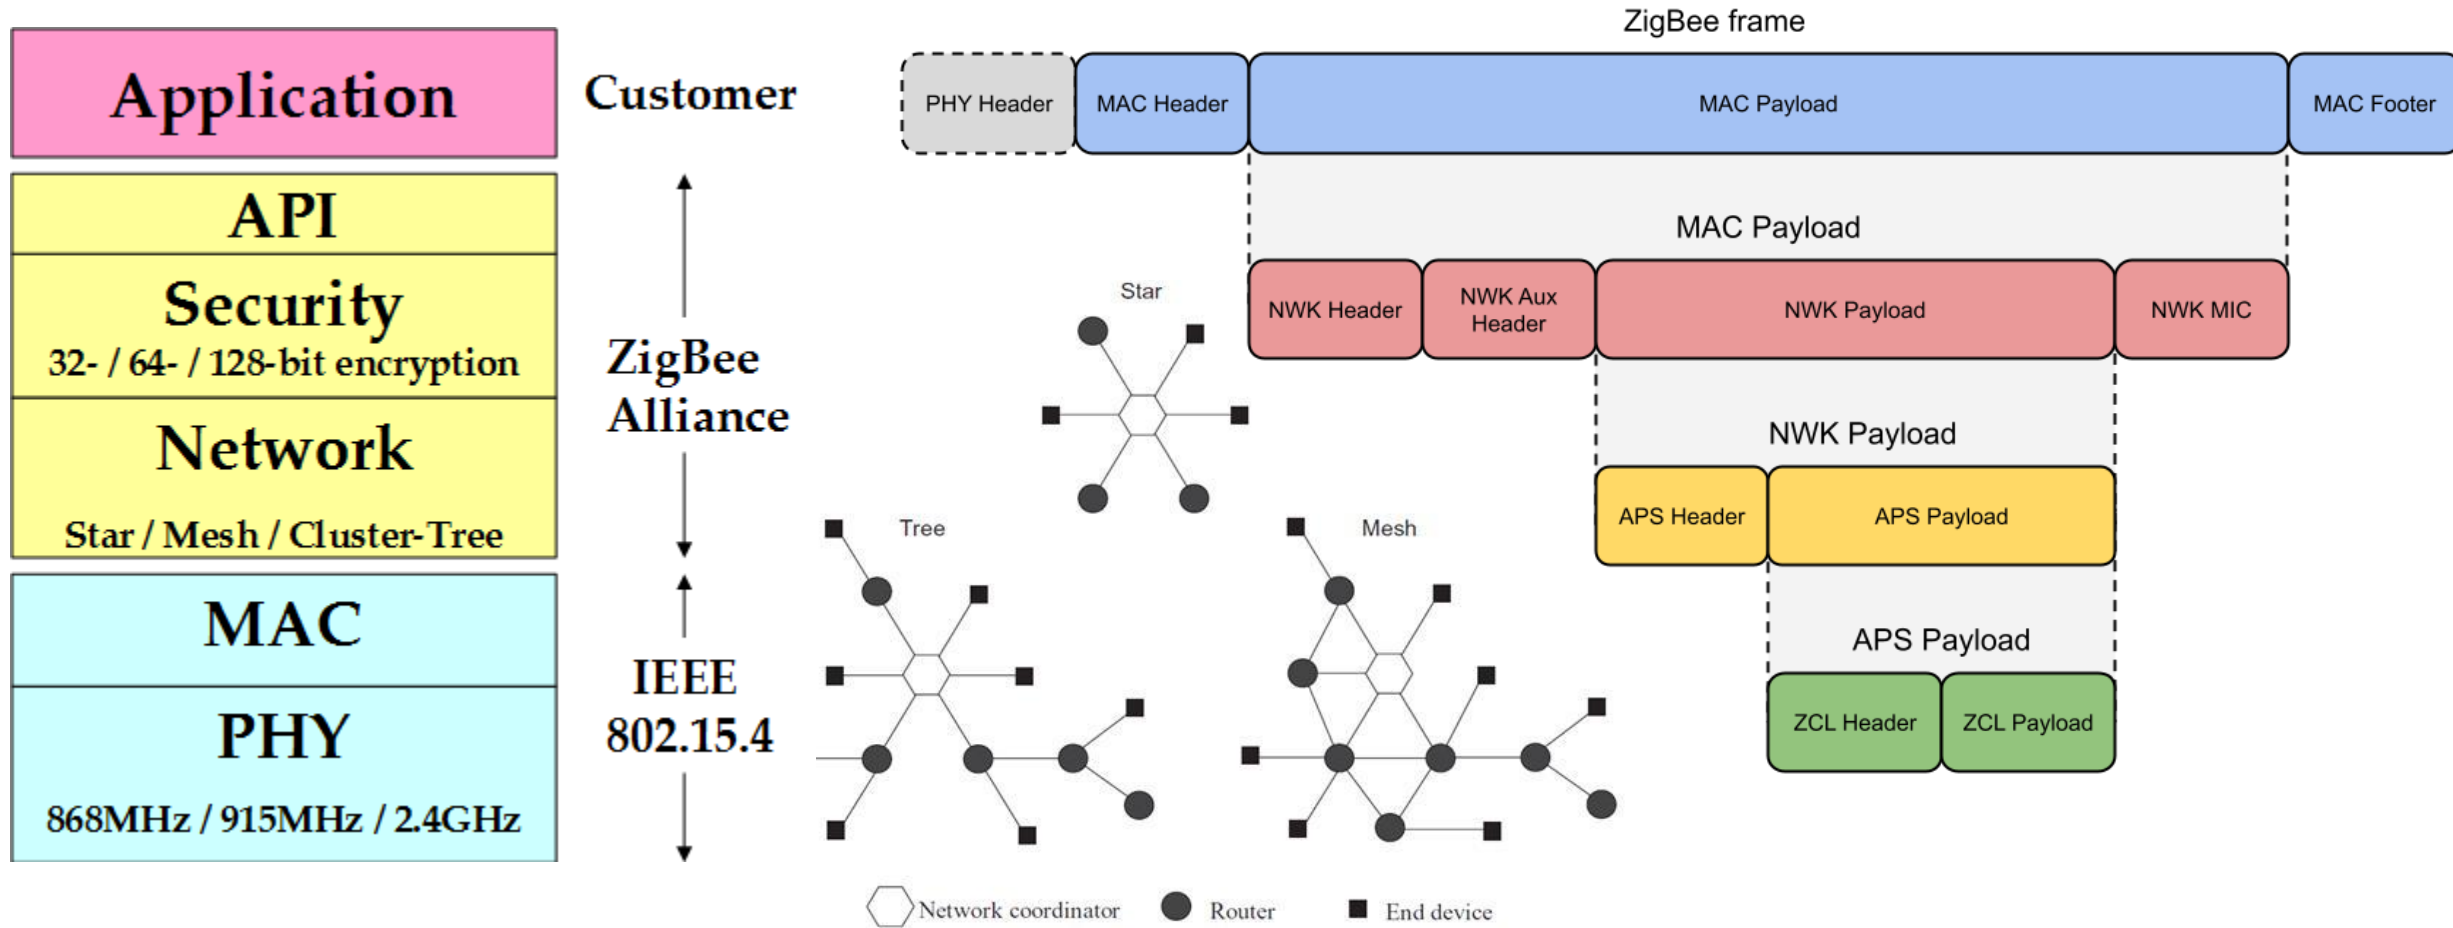 Application
Customer
API
Security
32- / 64- / 128-bit encryption
Network
Star / Mesh / Cluster-Tree
ZigBee
Alliance
MAC
PHY
868MHz / 915MHz / 2.4GHz
IEEE
802.15.4
Star
Tree
Mesh
Network coordinator
Router
End device
ZigBee frame
PHY Header
MAC Header
MAC Payload
MAC Footer
MAC Payload
NWK Header
NWK Aux
Header
NWK Payload
NWK MIC
NWK Payload
APS Header
APS Payload
APS Payload
ZCL Header
ZCL Payload